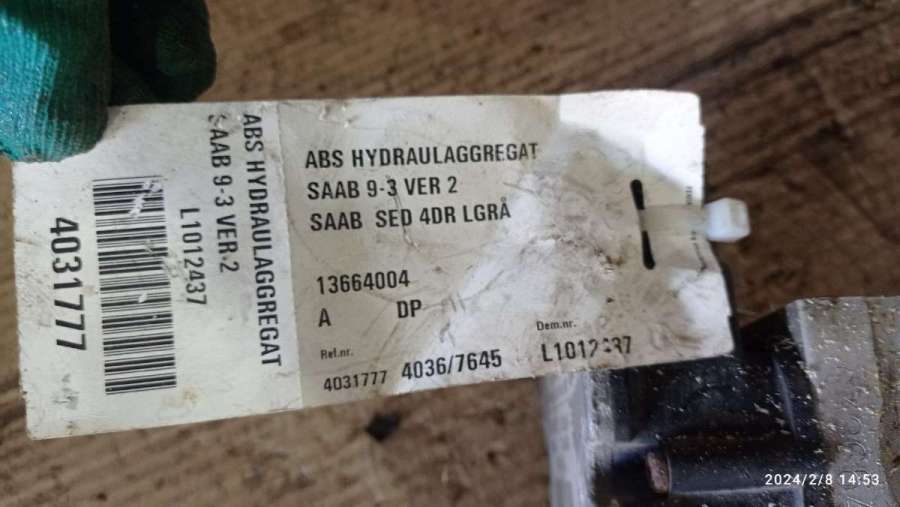 ABS HYDRAULAGGREGAT
SAAB 9-3 VER 2
L1012437
4031777
ABS HYDRAULAGGREGAT
SAAB 9-3 VER 2
SAAB SED 4DR LGRÅ
13664004
A DP
Ref.nr. Dem.nr.
4031777 4036/7645 L1012437
2024/2/8 14:53